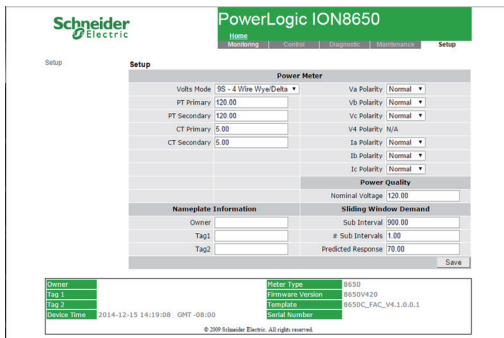 Schneider Electric
PowerLogic ION8650
Home
Monitoring Control Diagnostic Maintenance Setup
Setup
Setup
Power Meter
Volts Mode 9S - 4 Wire Wye/Delta Va Polarity Normal
PT Primary 120.00 Vb Polarity Normal
PT Secondary 120.00 Vc Polarity Normal
CT Primary 5.00 V4 Polarity N/A
CT Secondary 5.00 Ia Polarity Normal
Ib Polarity Normal
Ic Polarity Normal
Power Quality
Nominal Voltage 120.00
Nameplate Information Sliding Window Demand
Owner Sub Interval 900.00
Tag1 # Sub Intervals 1.00
Tag2 Predicted Response 70.00
Save
Owner Meter Type 8650
Tag 1 Firmware Version 8650V420
Tag 2 Template 8650C_FAC_V4.1.0.0.1
Device Time 2014-12-15 14:19:08 GMT -08:00 Serial Number
© 2009 Schneider Electric. All rights reserved.